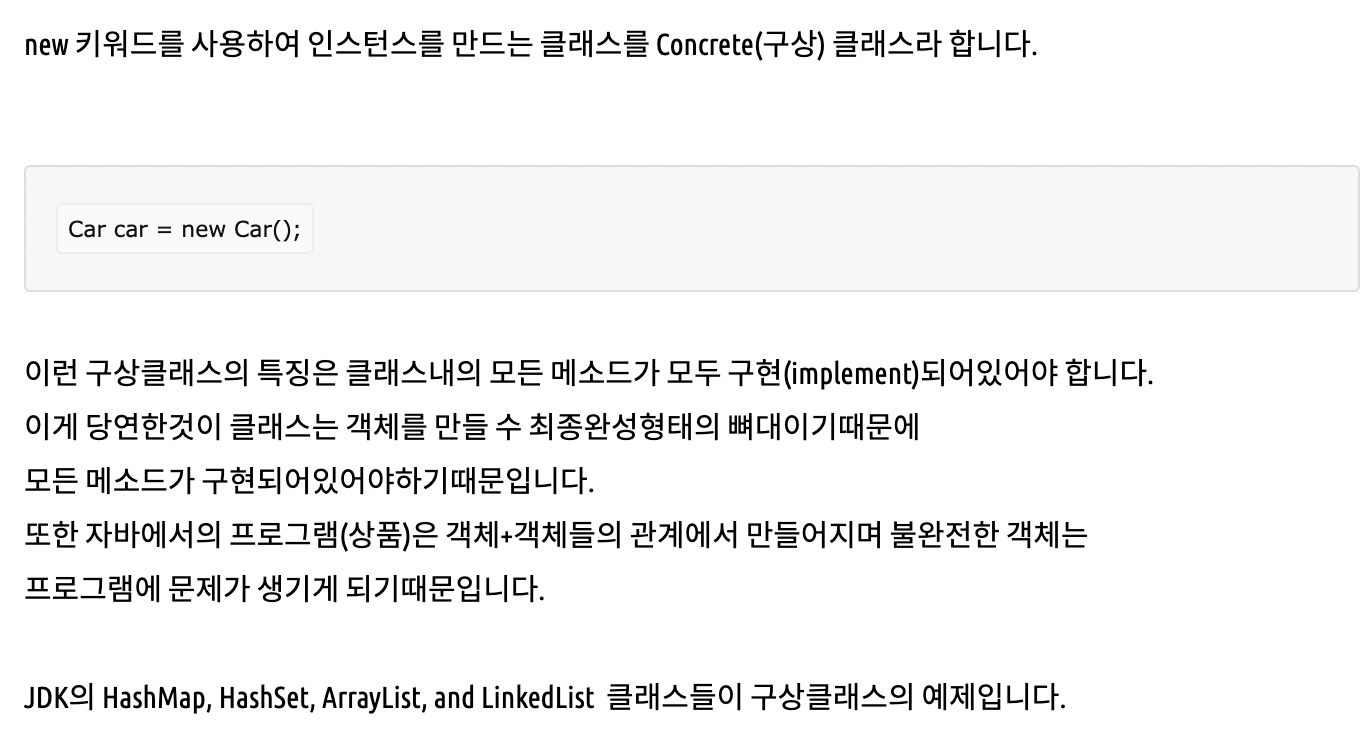 new 키워드를 사용하여 인스턴스를 만드는 클래스를 Concrete(구상) 클래스라 합니다.
Car car = new Car();
이런 구상클래스의 특징은 클래스내의 모든 메소드가 모두 구현(implement)되어있어야 합니다.
이게 당연한것이 클래스는 객체를 만들 수 최종완성형태의 뼈대이기때문에
모든 메소드가 구현되어있어야하기때문입니다.
또한 자바에서의 프로그램(상품)은 객체+객체들의 관계에서 만들어지며 불완전한 객체는
프로그램에 문제가 생기게 되기때문입니다.
JDK의 HashMap, HashSet, ArrayList, and LinkedList 클래스들이 구상클래스의 예제입니다.